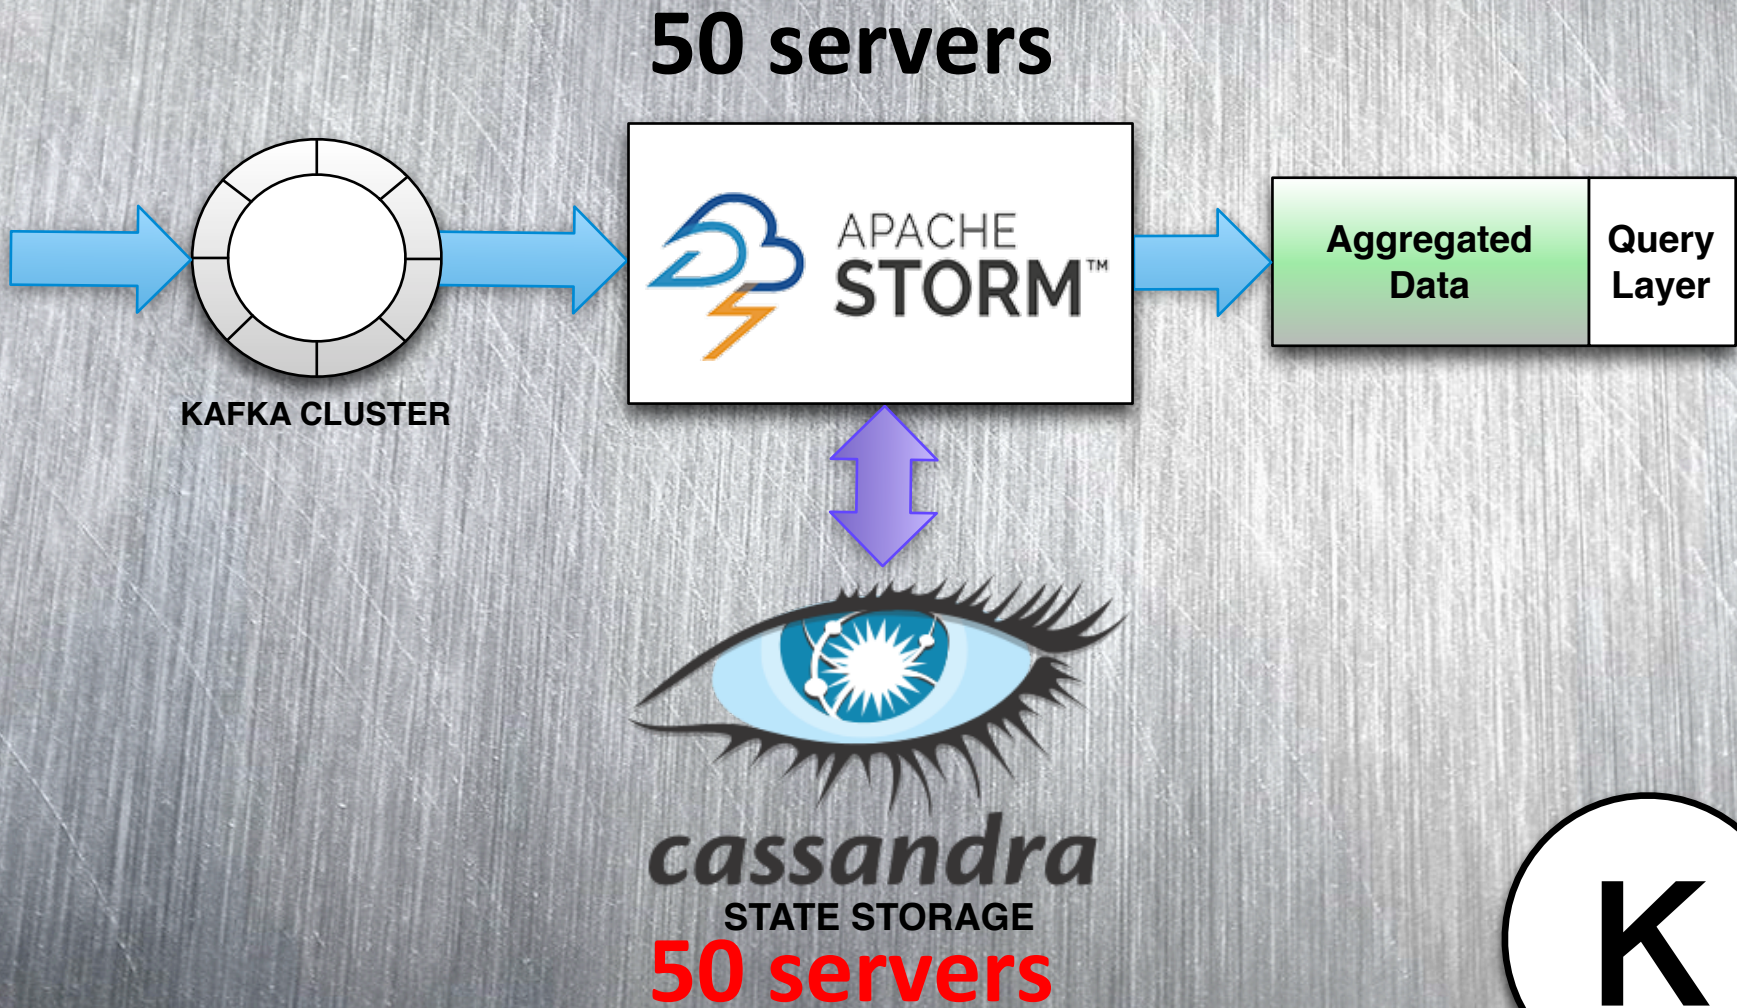 50 servers
APACHE
STORM™
Aggregated
Data
Query
Layer
KAFKA CLUSTER
cassandra
STATE STORAGE
50 servers
K